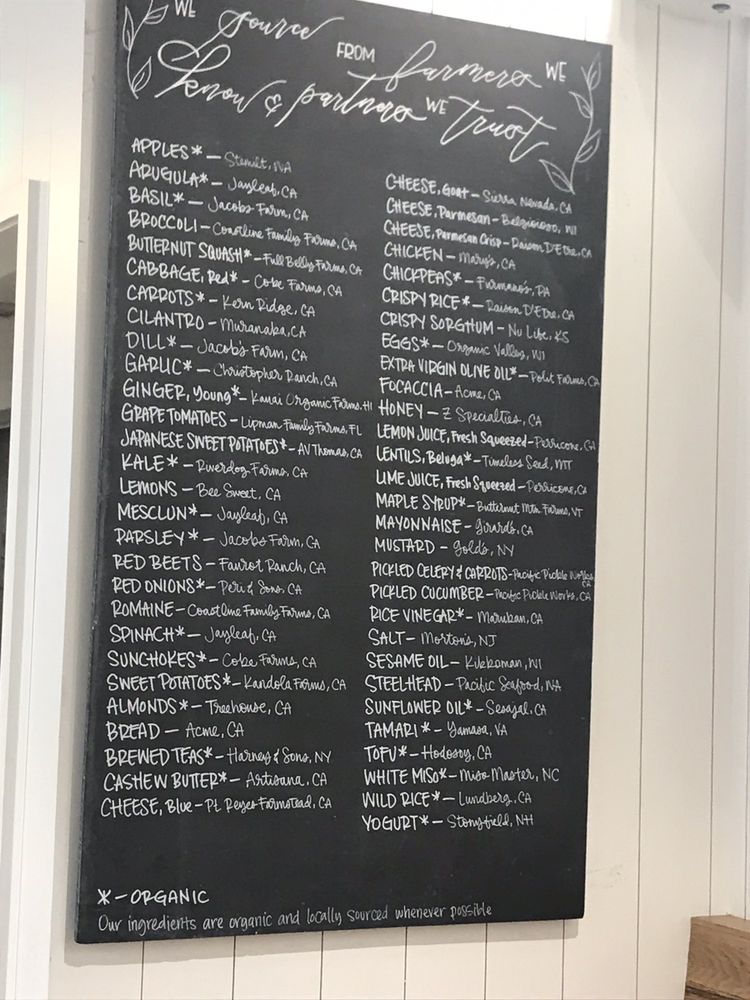 WE source FROM farmers WE
know & partners WE trust
APPLES* — Stemilt, WA
ARUGULA* — Jayleaf, CA
BASIL* — Jacobs Farm, CA
BROCCOLI — Coastline Family Farms, CA
BUTTERNUT SQUASH* — Full Belly Farms, CA
CABBAGE, Red* — Coke Farms, CA
CARROTS* — Kern Ridge, CA
CILANTRO — Muranaka, CA
DILL* — Jacob's Farm, CA
GARLIC* — Christopher Ranch, CA
GINGER, Young* — Kauai Organic Farms, HI
GRAPE TOMATOES — Lipman Family Farms, FL
JAPANESE SWEET POTATOES* — AV Thomas, CA
KALE* — Riverdog Farms, CA
LEMONS — Bee Sweet, CA
MESCLUN* — Jayleaf, CA
PARSLEY* — Jacobs Farm, CA
RED BEETS — Faurot Ranch, CA
RED ONIONS* — Peri & Sons, CA
ROMAINE — Coastline Family Farms, CA
SPINACH* — Jayleaf, CA
SUNCHOKES* — Coke Farms, CA
SWEET POTATOES* — Kandola Farms, CA
ALMONDS* — Treehouse, CA
BREAD — Acme, CA
BREWED TEAS* — Harney & Sons, NY
CASHEW BUTTER* — Artisana, CA
CHEESE, Blue — Pt. Reyes Farmstead, CA
CHEESE, Goat — Sierra Nevada, CA
CHEESE, Parmesan — Belgioioso, WI
CHEESE, Parmesan Crisp — Raison D'Etre, CA
CHICKEN — Mary's, CA
CHICKPEAS* — Furmano's, PA
CRISPY RICE* — Raison D'Etre, CA
CRISPY SORGHUM — Nu Life, KS
EGGS* — Organic Valley, WI
EXTRA VIRGIN OLIVE OIL* — Polit Farms, CA
FOCACCIA — Acme, CA
HONEY — Z Specialties, CA
LEMON JUICE, Fresh Squeezed — Perricone, CA
LENTILS, Beluga* — Timeless Seed, MT
LIME JUICE, Fresh Squeezed — Perricone, CA
MAPLE SYRUP* — Butternut Mtn. Farms, VT
MAYONNAISE — Girard's, CA
MUSTARD — Gold's, NY
PICKLED CELERY & CARROTS — Pacific Pickle Works, CA
PICKLED CUCUMBER — Pacific Pickle Works, CA
RICE VINEGAR* — Marukan, CA
SALT — Morton's, NJ
SESAME OIL — Kikkoman, WI
STEELHEAD — Pacific Seafood, WA
SUNFLOWER OIL* — Sesajal, CA
TAMARI* — Yamasa, VA
TOFU* — Hodosoy, CA
WHITE MISO* — Miso Master, NC
WILD RICE* — Lundberg, CA
YOGURT* — Stonyfield, NH
* — ORGANIC
Our ingredients are organic and locally sourced whenever possible